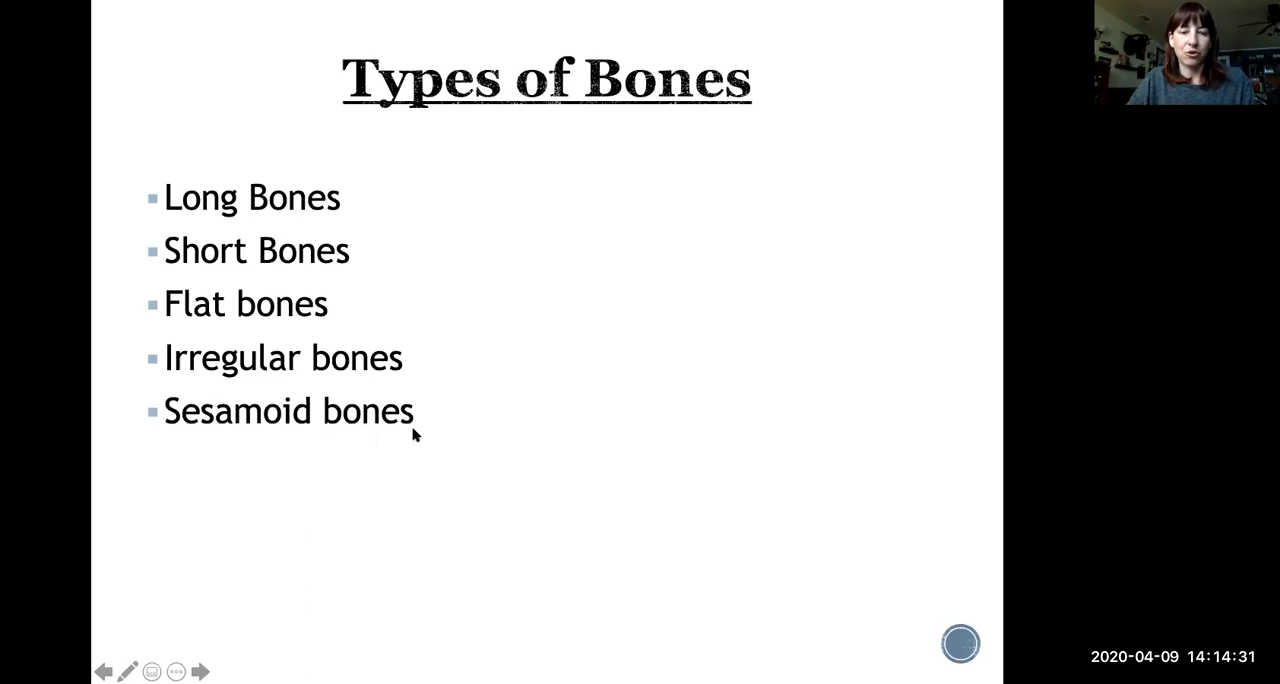 Types of Bones
Long Bones
Short Bones
Flat bones
Irregular bones
Sesamoid bones
2020-04-09 14:14:31